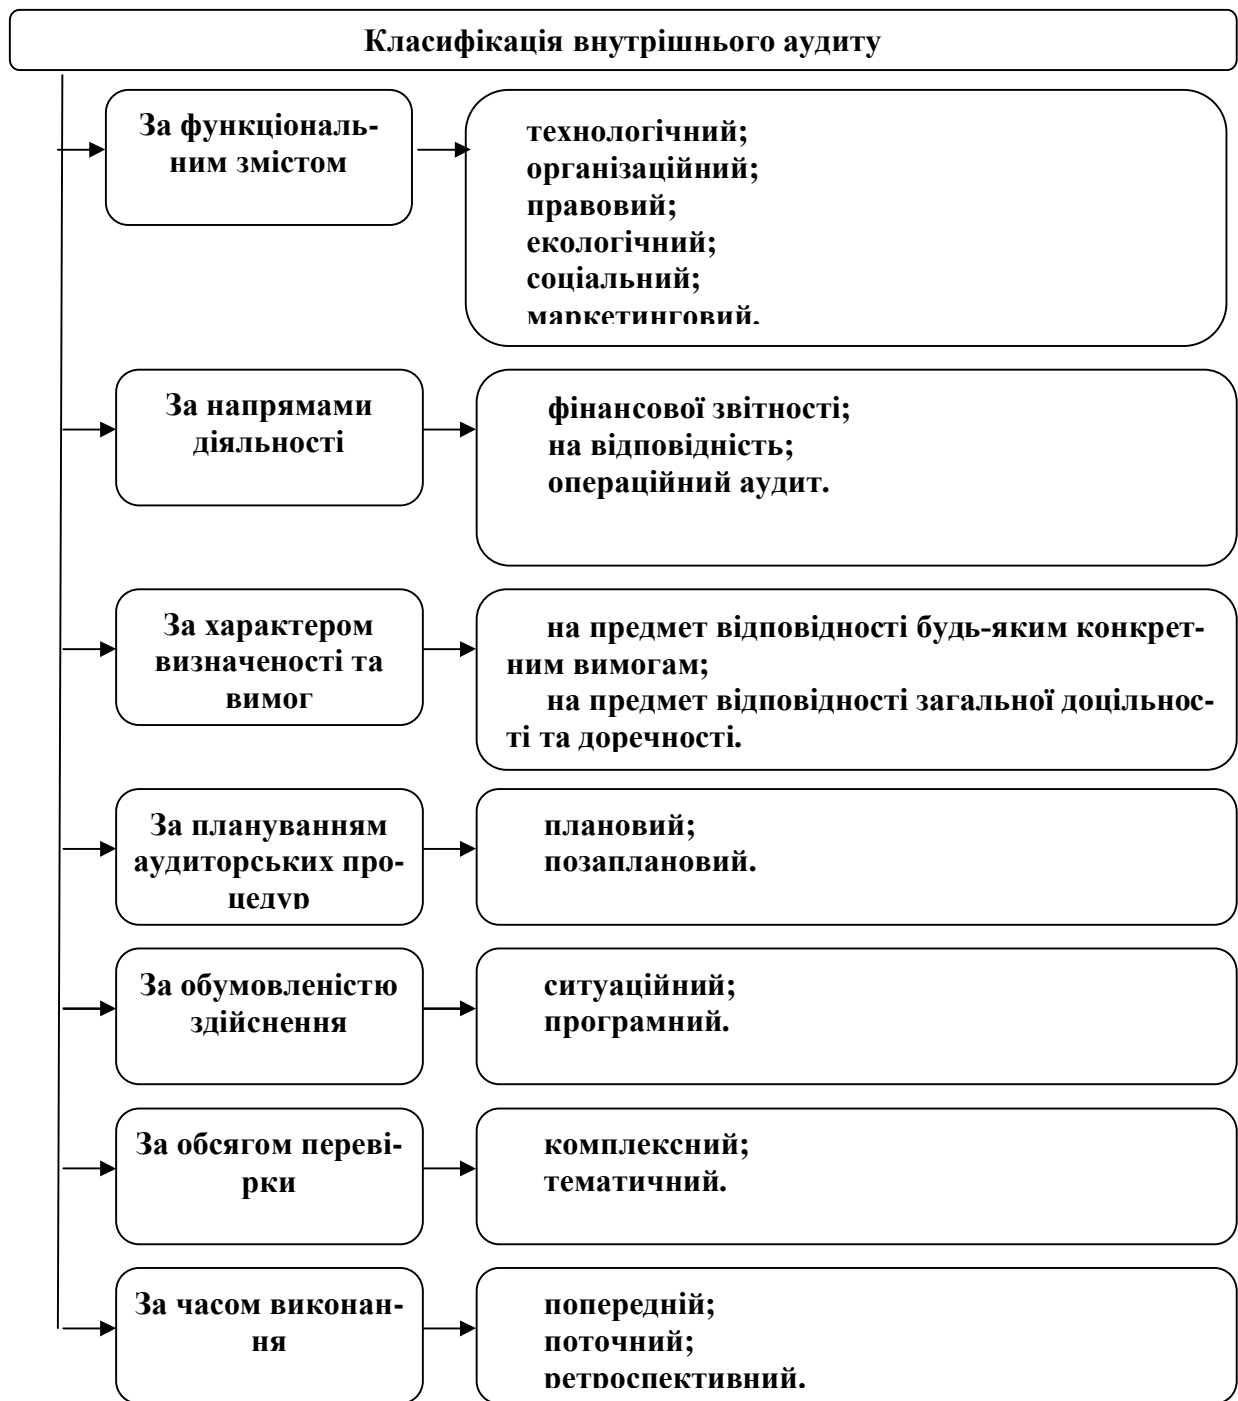 Класифікація внутрішнього аудиту
За функціональ-
ним змістом
технологічний;
організаційний;
правовий;
екологічний;
соціальний;
маркетинговий.
За напрямами
діяльності
фінансової звітності;
на відповідність;
операційний аудит.
За характером
визначеності та
вимог
на предмет відповідності будь-яким конкрет-
ним вимогам;
на предмет відповідності загальної доцільнос-
ті та доречності.
За плануванням
аудиторських про-
цедур
плановий;
позаплановий.
За обумовленістю
здійснення
ситуаційний;
програмний.
За обсягом переві-
рки
комплексний;
тематичний.
За часом виконан-
ня
попередній;
поточний;
ретроспективний.